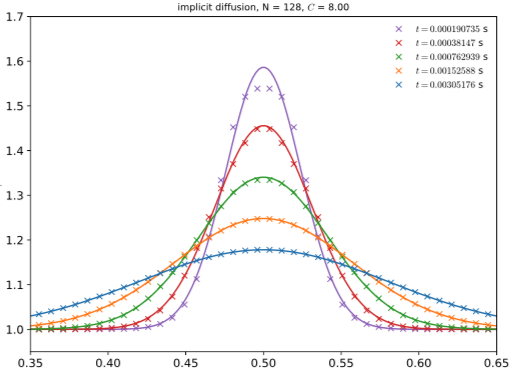 implicit diffusion, N = 128, C = 8.00
1.7
1.6
1.5
1.4
1.3
1.2
1.1
1.0
t = 0.000190735 s
t = 0.00038147 s
t = 0.000762939 s
t = 0.00152588 s
t = 0.00305176 s
0.35 0.40 0.45 0.50 0.55 0.60 0.65